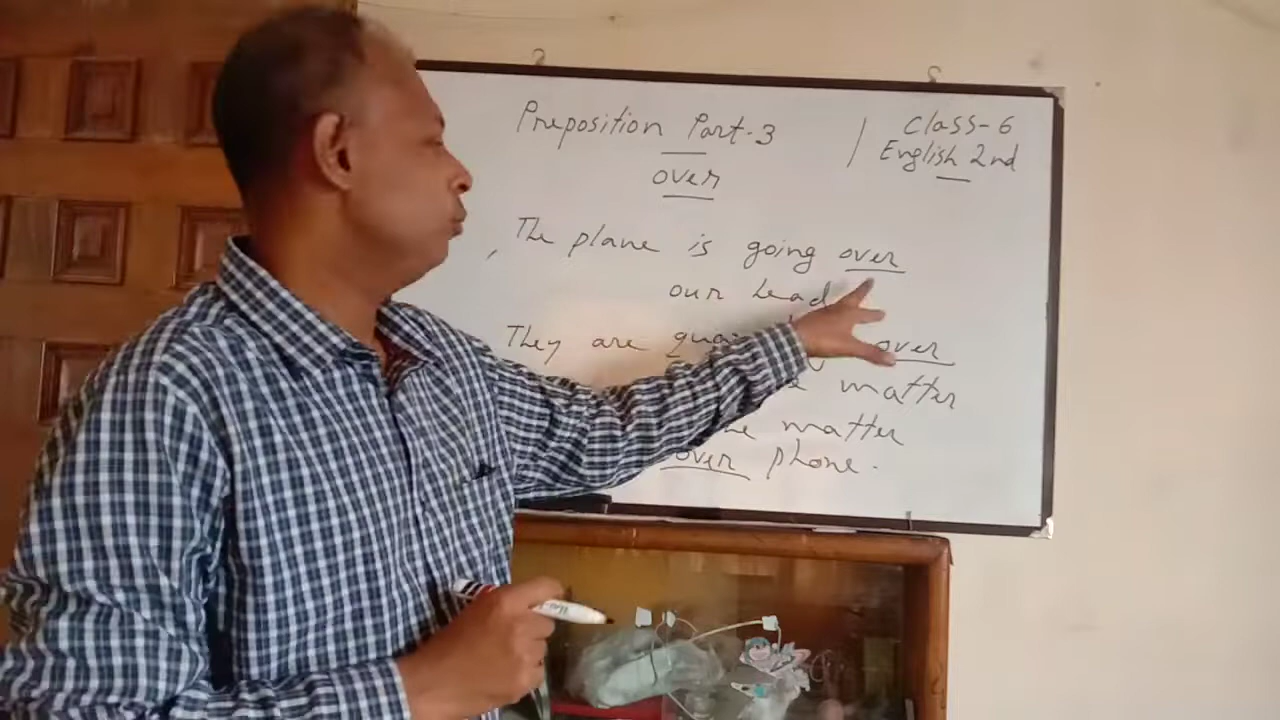 Preposition Part-3
Class-6
English 2nd
over
The plane is going over
our head
They are over
matter
matter
over phone.